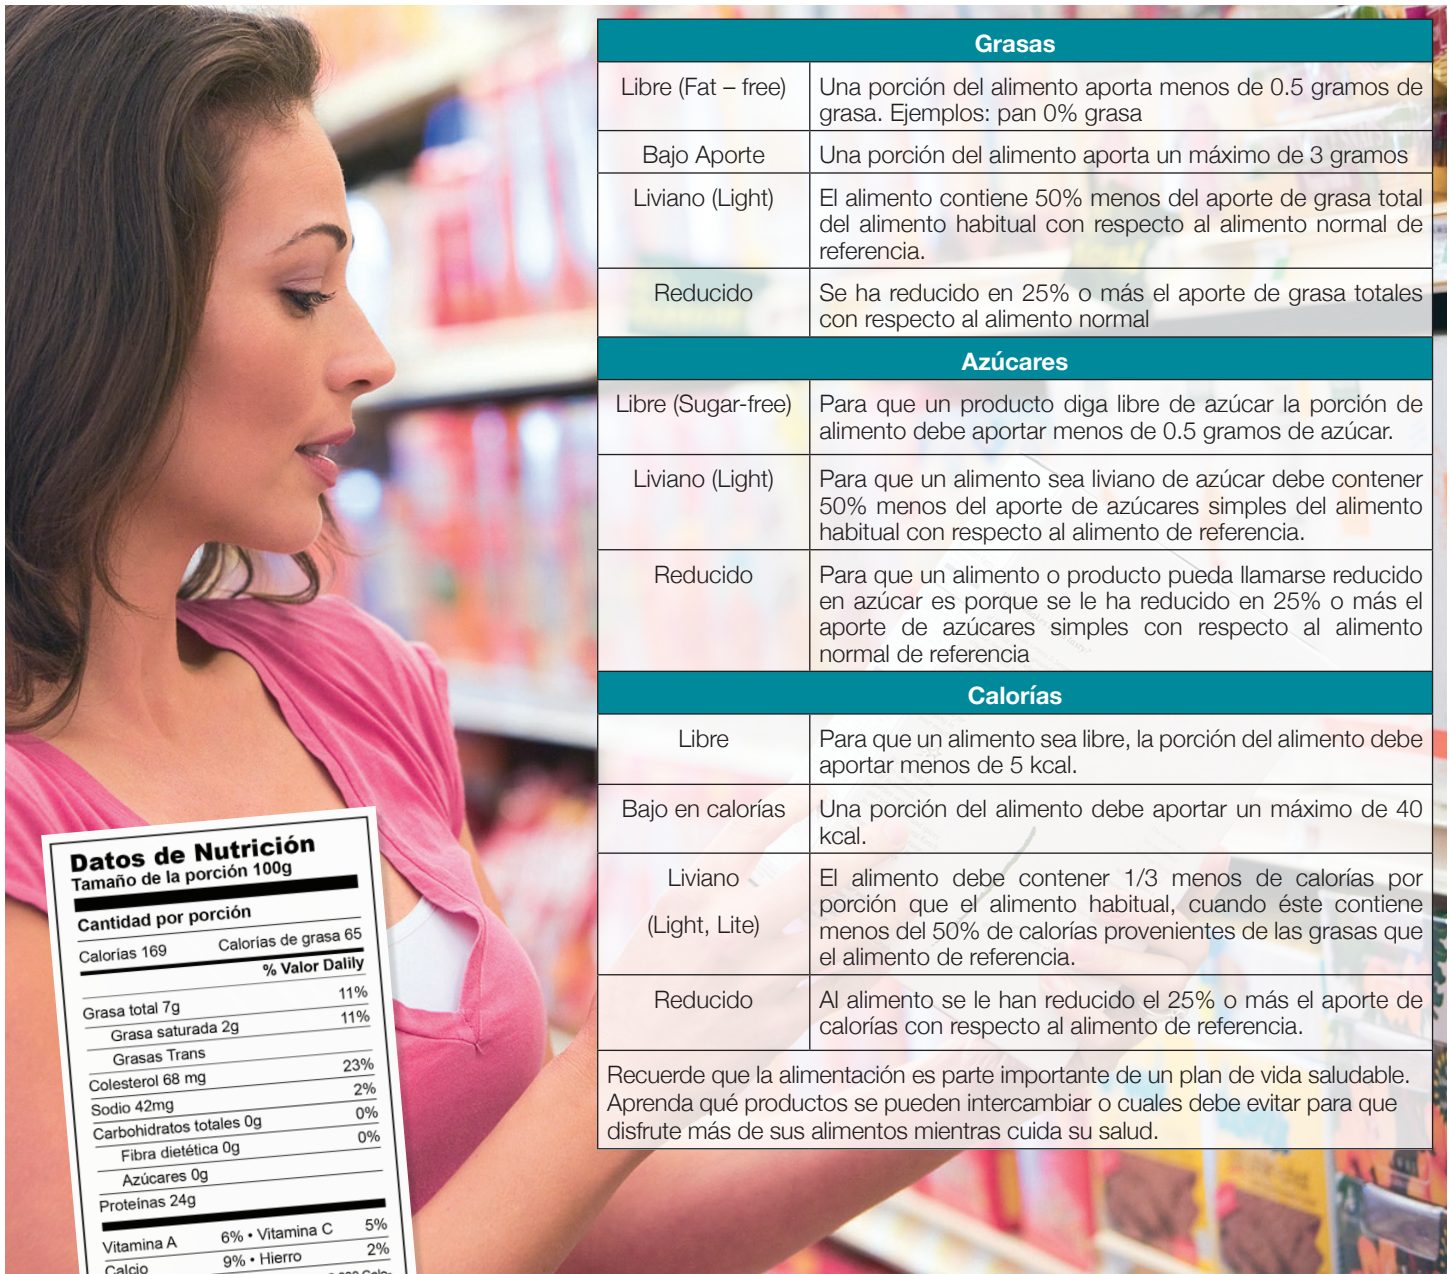 Grasas
Libre (Fat – free)
Una porción del alimento aporta menos de 0.5 gramos de
grasa. Ejemplos: pan 0% grasa
Bajo Aporte
Una porción del alimento aporta un máximo de 3 gramos
Liviano (Light)
El alimento contiene 50% menos del aporte de grasa total
del alimento habitual con respecto al alimento normal de
referencia.
Reducido
Se ha reducido en 25% o más el aporte de grasa totales
con respecto al alimento normal
Azúcares
Libre (Sugar-free)
Para que un producto diga libre de azúcar la porción de
alimento debe aportar menos de 0.5 gramos de azúcar.
Liviano (Light)
Para que un alimento sea liviano de azúcar debe contener
50% menos del aporte de azúcares simples del alimento
habitual con respecto al alimento de referencia.
Reducido
Para que un alimento o producto pueda llamarse reducido
en azúcar es porque se le ha reducido en 25% o más el
aporte de azúcares simples con respecto al alimento
normal de referencia
Calorías
Libre
Para que un alimento sea libre, la porción del alimento debe
aportar menos de 5 kcal.
Bajo en calorías
Una porción del alimento debe aportar un máximo de 40
kcal.
Liviano
(Light, Lite)
El alimento debe contener 1/3 menos de calorías por
porción que el alimento habitual, cuando éste contiene
menos del 50% de calorías provenientes de las grasas que
el alimento de referencia.
Reducido
Al alimento se le han reducido el 25% o más el aporte de
calorías con respecto al alimento de referencia.
Recuerde que la alimentación es parte importante de un plan de vida saludable.
Aprenda qué productos se pueden intercambiar o cuales debe evitar para que
disfrute más de sus alimentos mientras cuida su salud.
Datos de Nutrición
Tamaño de la porción 100g
Cantidad por porción
Calorías 169 Calorías de grasa 65
% Valor Dalily
Grasa total 7g 11%
Grasa saturada 2g 11%
Grasas Trans
Colesterol 68 mg 23%
Sodio 42mg 2%
Carbohidratos totales 0g 0%
Fibra dietética 0g 0%
Azúcares 0g
Proteínas 24g
Vitamina A 6% • Vitamina C 5%
Calcio 9% • Hierro 2%